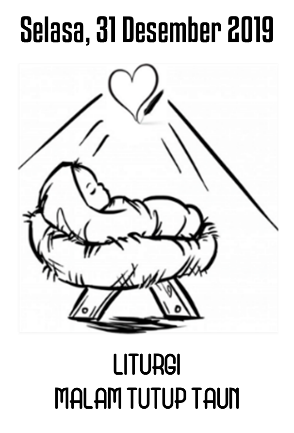 Selasa, 31 Desember 2019
LITURGI
MALAM TUTUP TAUN